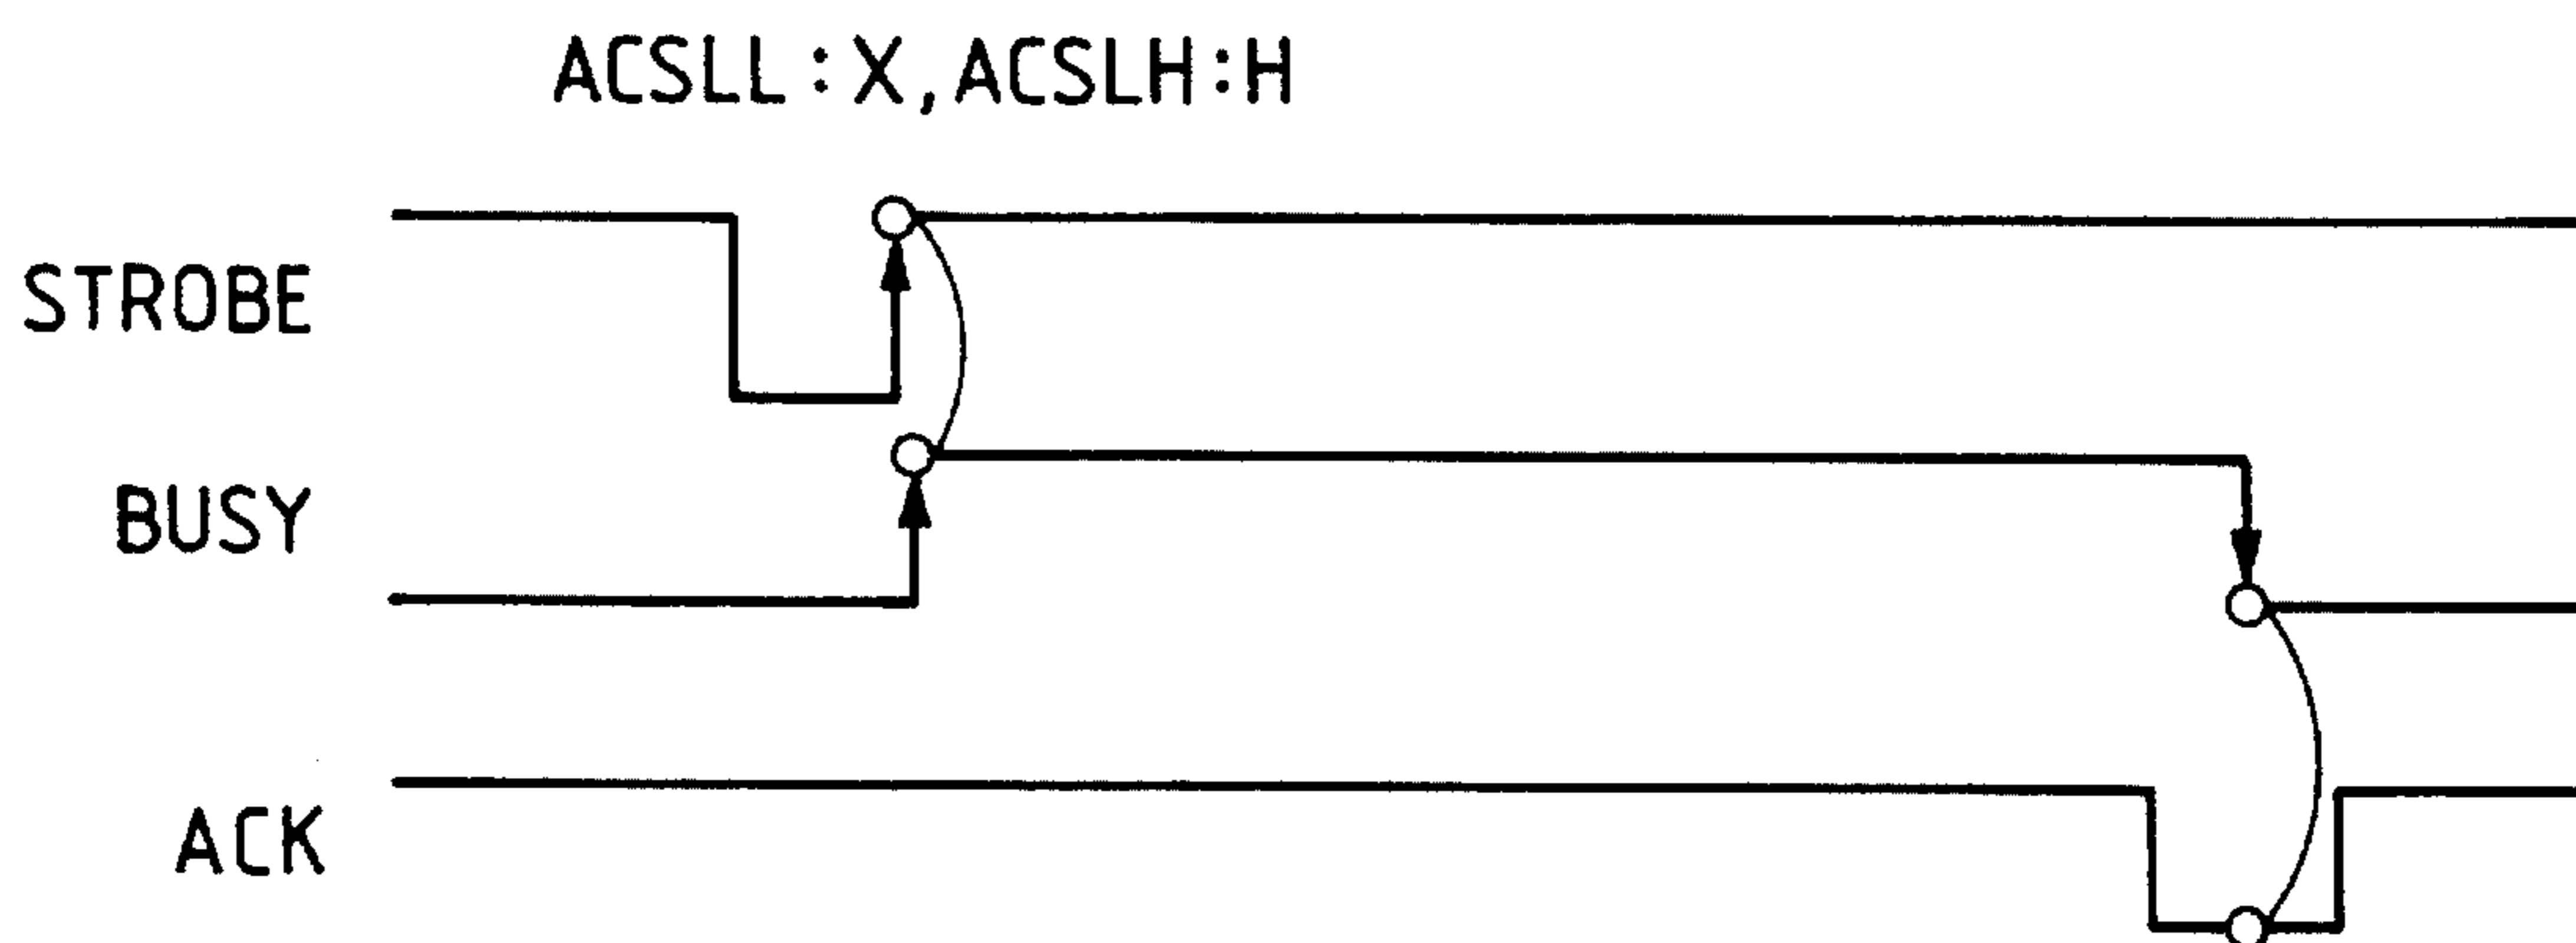 ACSLL : X, ACSLH : H
STROBE
BUSY
ACK